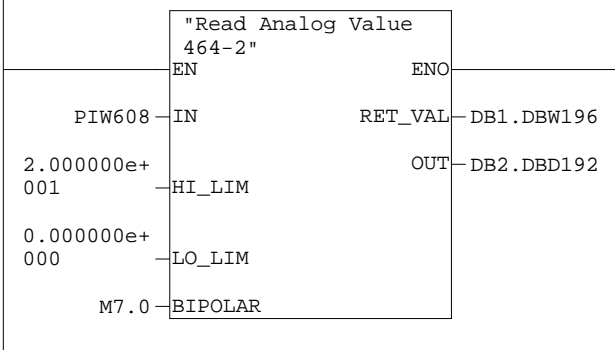 "Read Analog Value
464-2"
EN ENO
PIW608 IN RET_VAL DB1.DBW196
2.000000e+ OUT DB2.DBD192
001 HI_LIM
0.000000e+
000 LO_LIM
M7.0 BIPOLAR